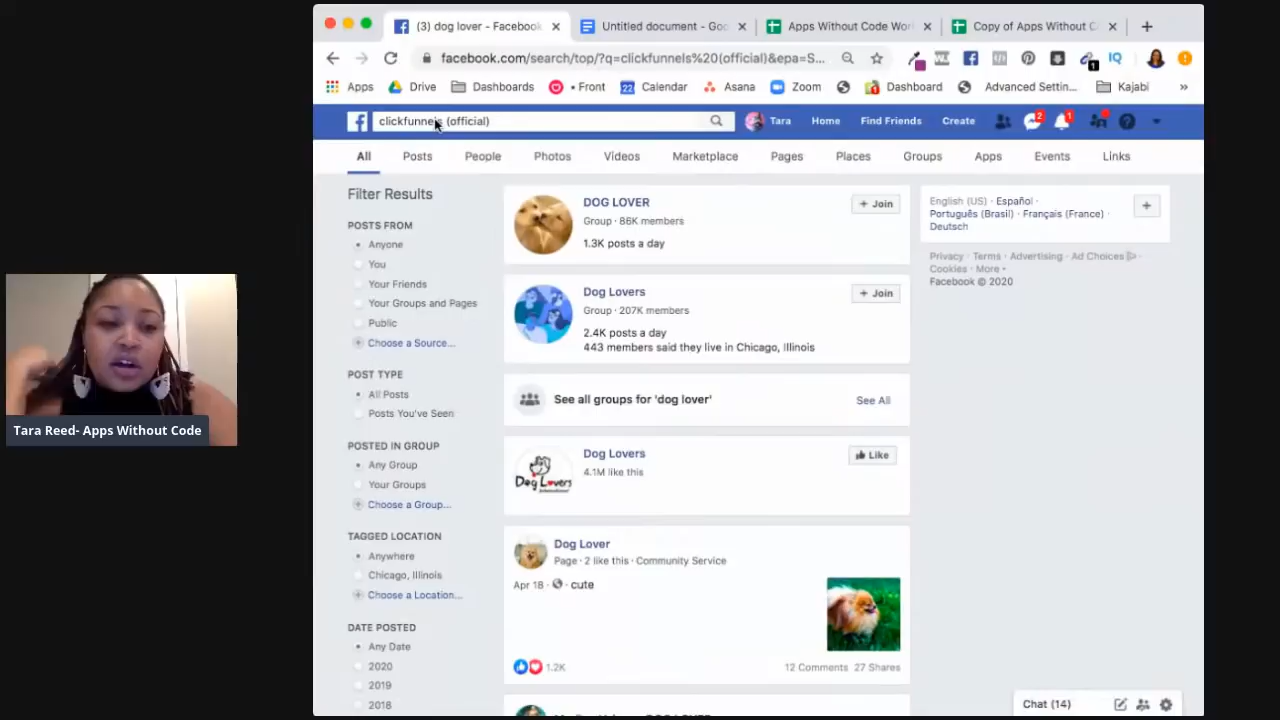 (3) dog lover - Facebook
Untitled document - Goo
Apps Without Code Wor
Copy of Apps Without C
facebook.com/search/top/?q=clickfunnels%20(official)&epa=S...
Apps
Drive
Dashboards
• Front
22 Calendar
Asana
Zoom
Dashboard
Advanced Settin...
Kajabi
»
clickfunnels (official)
Tara
Home
Find Friends
Create
2
1
All
Posts
People
Photos
Videos
Marketplace
Pages
Places
Groups
Apps
Events
Links
Filter Results
POSTS FROM
Anyone
You
Your Friends
Your Groups and Pages
Public
Choose a Source...
POST TYPE
All Posts
Posts You've Seen
POSTED IN GROUP
Any Group
Your Groups
Choose a Group...
TAGGED LOCATION
Anywhere
Chicago, Illinois
Choose a Location...
DATE POSTED
Any Date
2020
2019
2018
DOG LOVER
Group · 86K members
1.3K posts a day
+ Join
Dog Lovers
Group · 207K members
2.4K posts a day
443 members said they live in Chicago, Illinois
+ Join
See all groups for 'dog lover'
See All
Dog Lovers
4.1M like this
Like
Dog Lovers
Dog Lover
Page · 2 like this · Community Service
Apr 18 · cute
1.2K
12 Comments 27 Shares
English (US) · Español ·
Português (Brasil) · Français (France) ·
Deutsch
+
Privacy · Terms · Advertising · Ad Choices ·
Cookies · More
Facebook © 2020
Chat (14)
Tara Reed- Apps Without Code